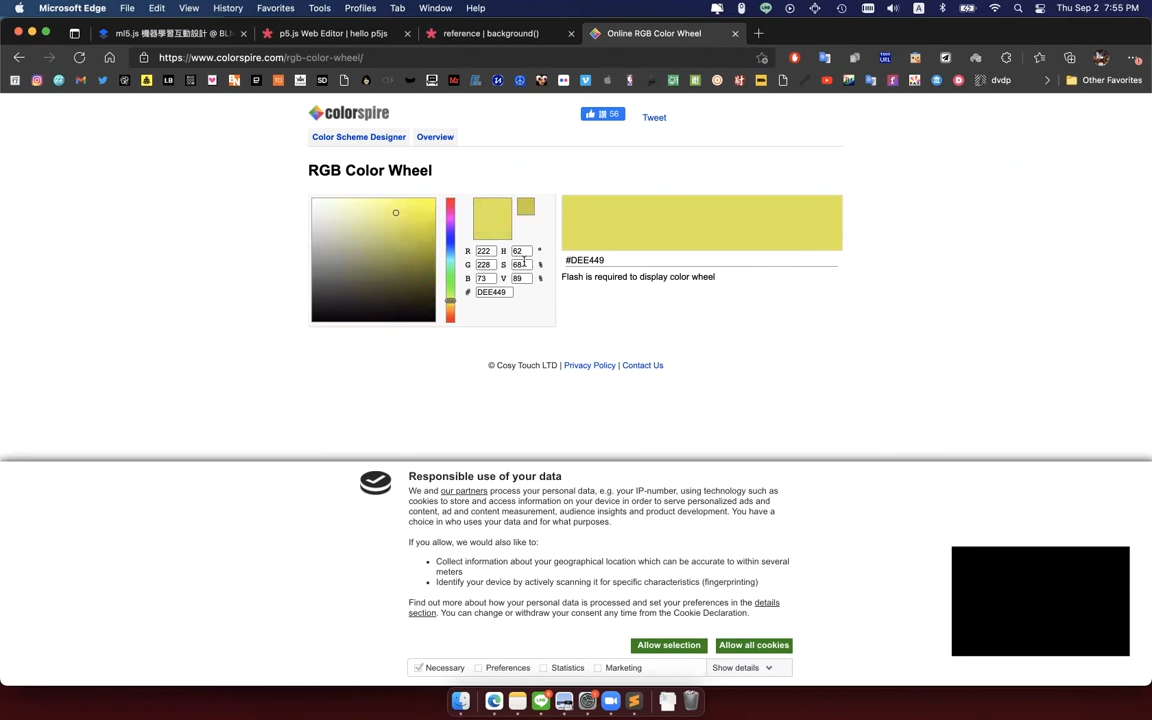 Microsoft Edge File Edit View History Favorites Tools Profiles Tab Window Help
Thu Sep 2 7:55 PM
ml5.js 機器學習互動設計 @ BL
p5.js Web Editor | hello p5js
reference | background()
Online RGB Color Wheel
https://www.colorspire.com/rgb-color-wheel/
dvdp
Other Favorites
colorspire
讚 56
Tweet
Color Scheme Designer
Overview
RGB Color Wheel
R 222 H 62 °
G 228 S 68 %
B 73 V 89 %
# DEE449
#DEE449
Flash is required to display color wheel
© Cosy Touch LTD | Privacy Policy | Contact Us
Responsible use of your data
We and our partners process your personal data, e.g. your IP-number, using technology such as
cookies to store and access information on your device in order to serve personalized ads and
content, ad and content measurement, audience insights and product development. You have a
choice in who uses your data and for what purposes.
If you allow, we would also like to:
• Collect information about your geographical location which can be accurate to within several
meters
• Identify your device by actively scanning it for specific characteristics (fingerprinting)
Find out more about how your personal data is processed and set your preferences in the details
section. You can change or withdraw your consent any time from the Cookie Declaration.
Allow selection
Allow all cookies
Necessary
Preferences
Statistics
Marketing
Show details